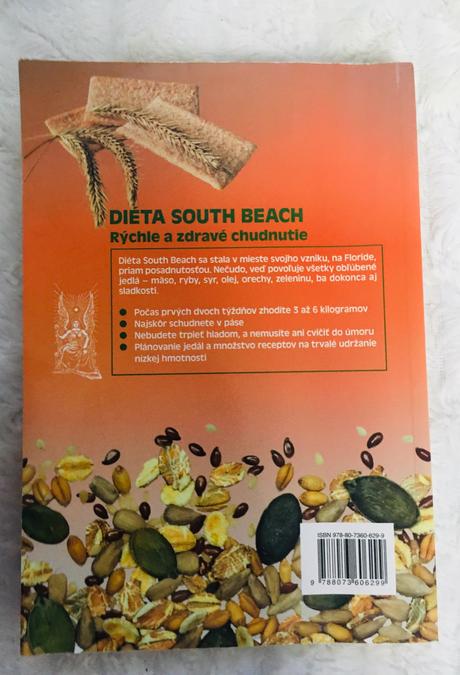 DIÉTA SOUTH BEACH
Rýchle a zdravé chudnutie
Diéta South Beach sa stala v mieste svojho vzniku, na Floride,
priam posadnutosťou. Nečudo, veď povoľuje všetky obľúbené
jedlá – mäso, ryby, syr, olej, orechy, zeleninu, ba dokonca aj
sladkosti.
● Počas prvých dvoch týždňov zhodíte 3 až 6 kilogramov
● Najskôr schudnete v páse
● Nebudete trpieť hladom, a nemusíte ani cvičiť do úmoru
● Plánovanie jedál a množstvo receptov na trvalé udržanie
nízkej hmotnosti
ISBN 978-80-7360-629-9
9 788073 606299